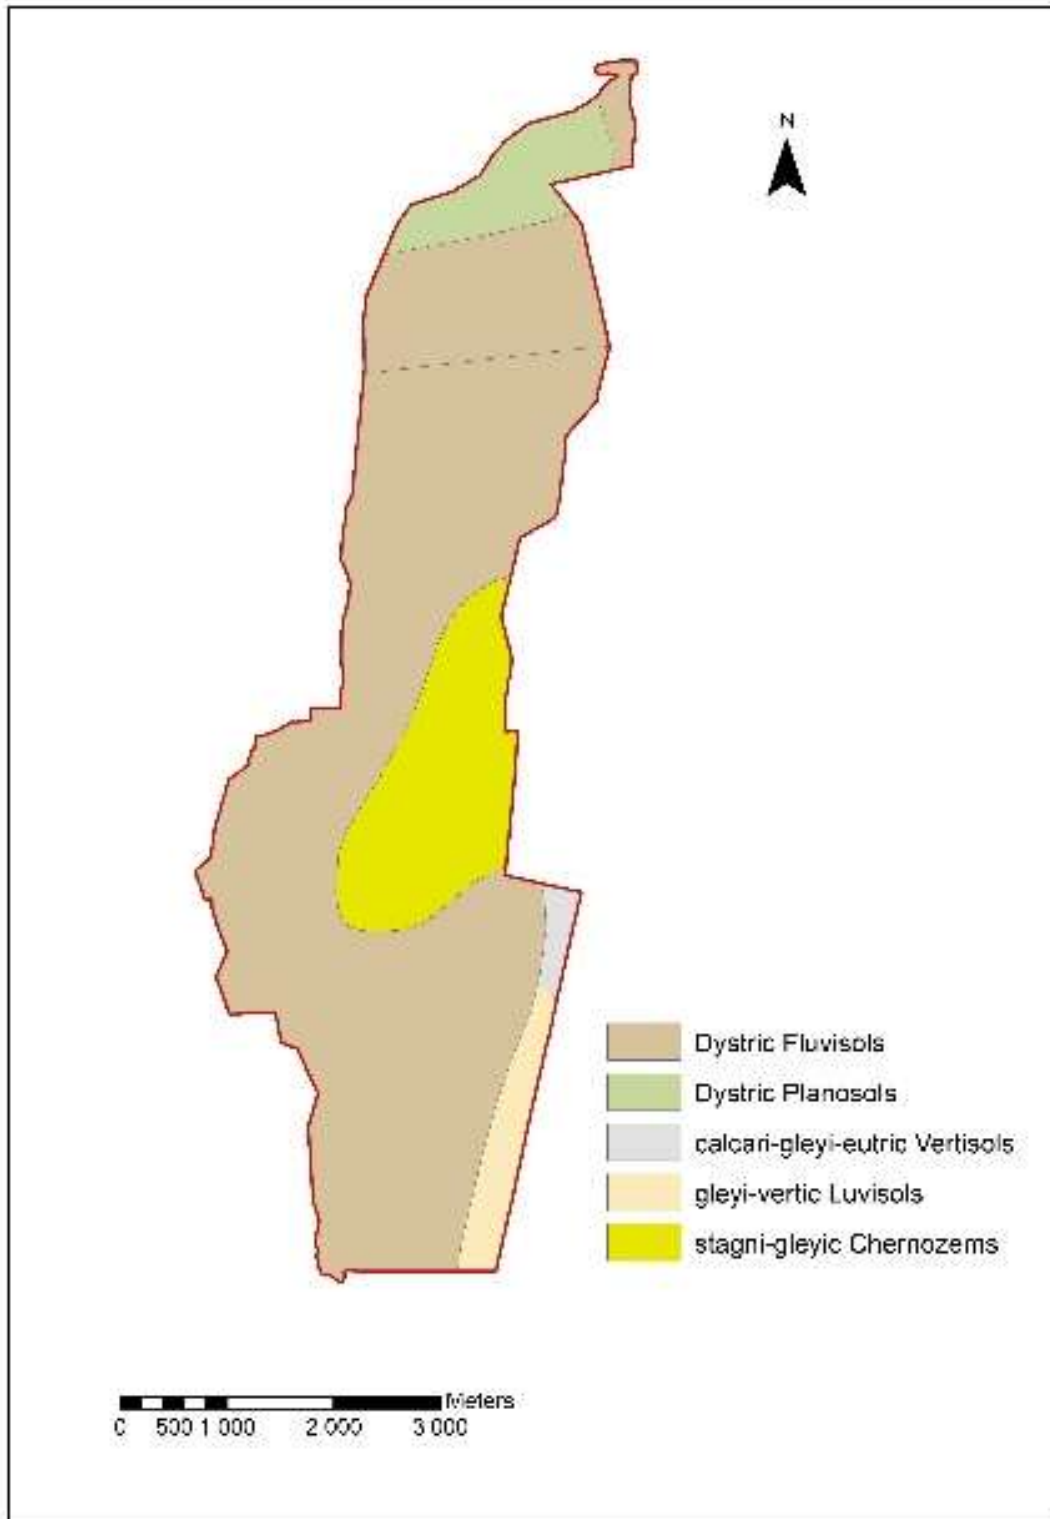 N
Dystric Fluvisols
Dystric Planosols
calcari-gleyi-eutric Vertisols
gleyi-vertic Luvisols
stagni-gleyic Chernozems
Meters
0 500 1 000 2 000 3 000